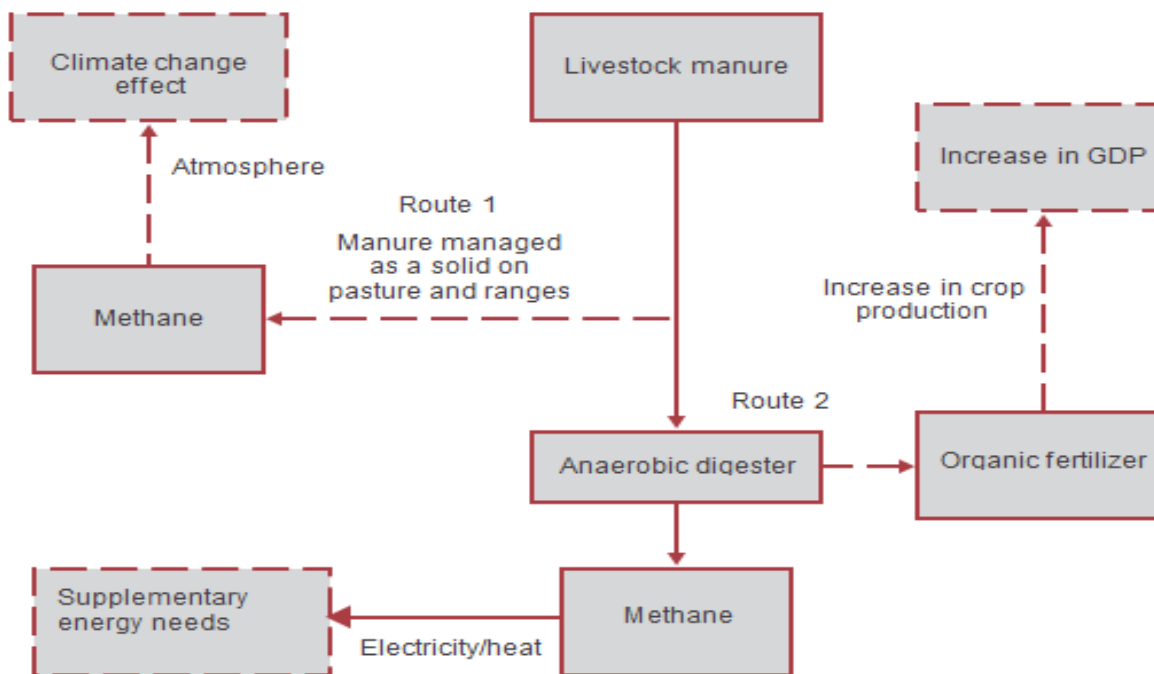 Climate change
effect
Livestock manure
Increase in GDP
Atmosphere
Route 1
Manure managed
as a solid on
pasture and ranges
Methane
Increase in crop
production
Route 2
Anaerobic digester
Organic fertilizer
Supplementary
energy needs
Methane
Electricity/heat